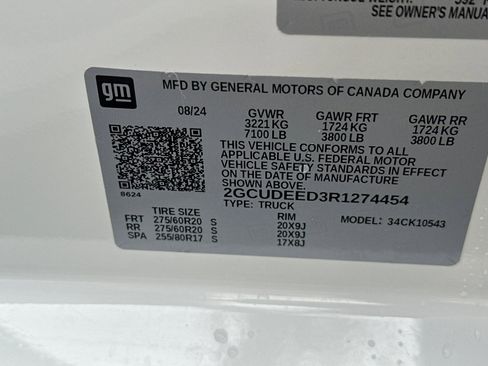 SEE OWNER'S MANUA
gm
MFD BY GENERAL MOTORS OF CANADA COMPANY
08/24 GVWR GAWR FRT GAWR RR
3221 KG 1724 KG 1724 KG
7100 LB 3800 LB 3800 LB
THIS VEHICLE CONFORMS TO ALL
APPLICABLE U.S. FEDERAL MOTOR
VEHICLE SAFETY STANDARDS IN EFFECT
ON THE DATE OF MANUFACTURE
SHOWN ABOVE.
8624
2GCUDEED3R1274454
TYPE: TRUCK
TIRE SIZE RIM MODEL: 34CK10543
FRT 275/60R20 S 20X9J
RR 275/60R20 S 20X9J
SPA 255/80R17 S 17X8J